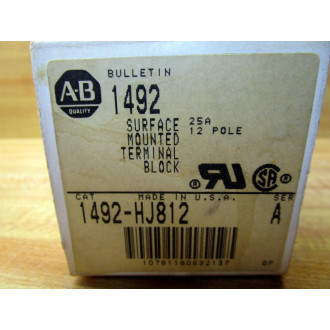 BULLETIN
A-B
QUALITY
1492
SURFACE 25A
MOUNTED 12 POLE
TERMINAL
BLOCK
CAT MADE IN U.S.A. SER
1492-HJ812 A